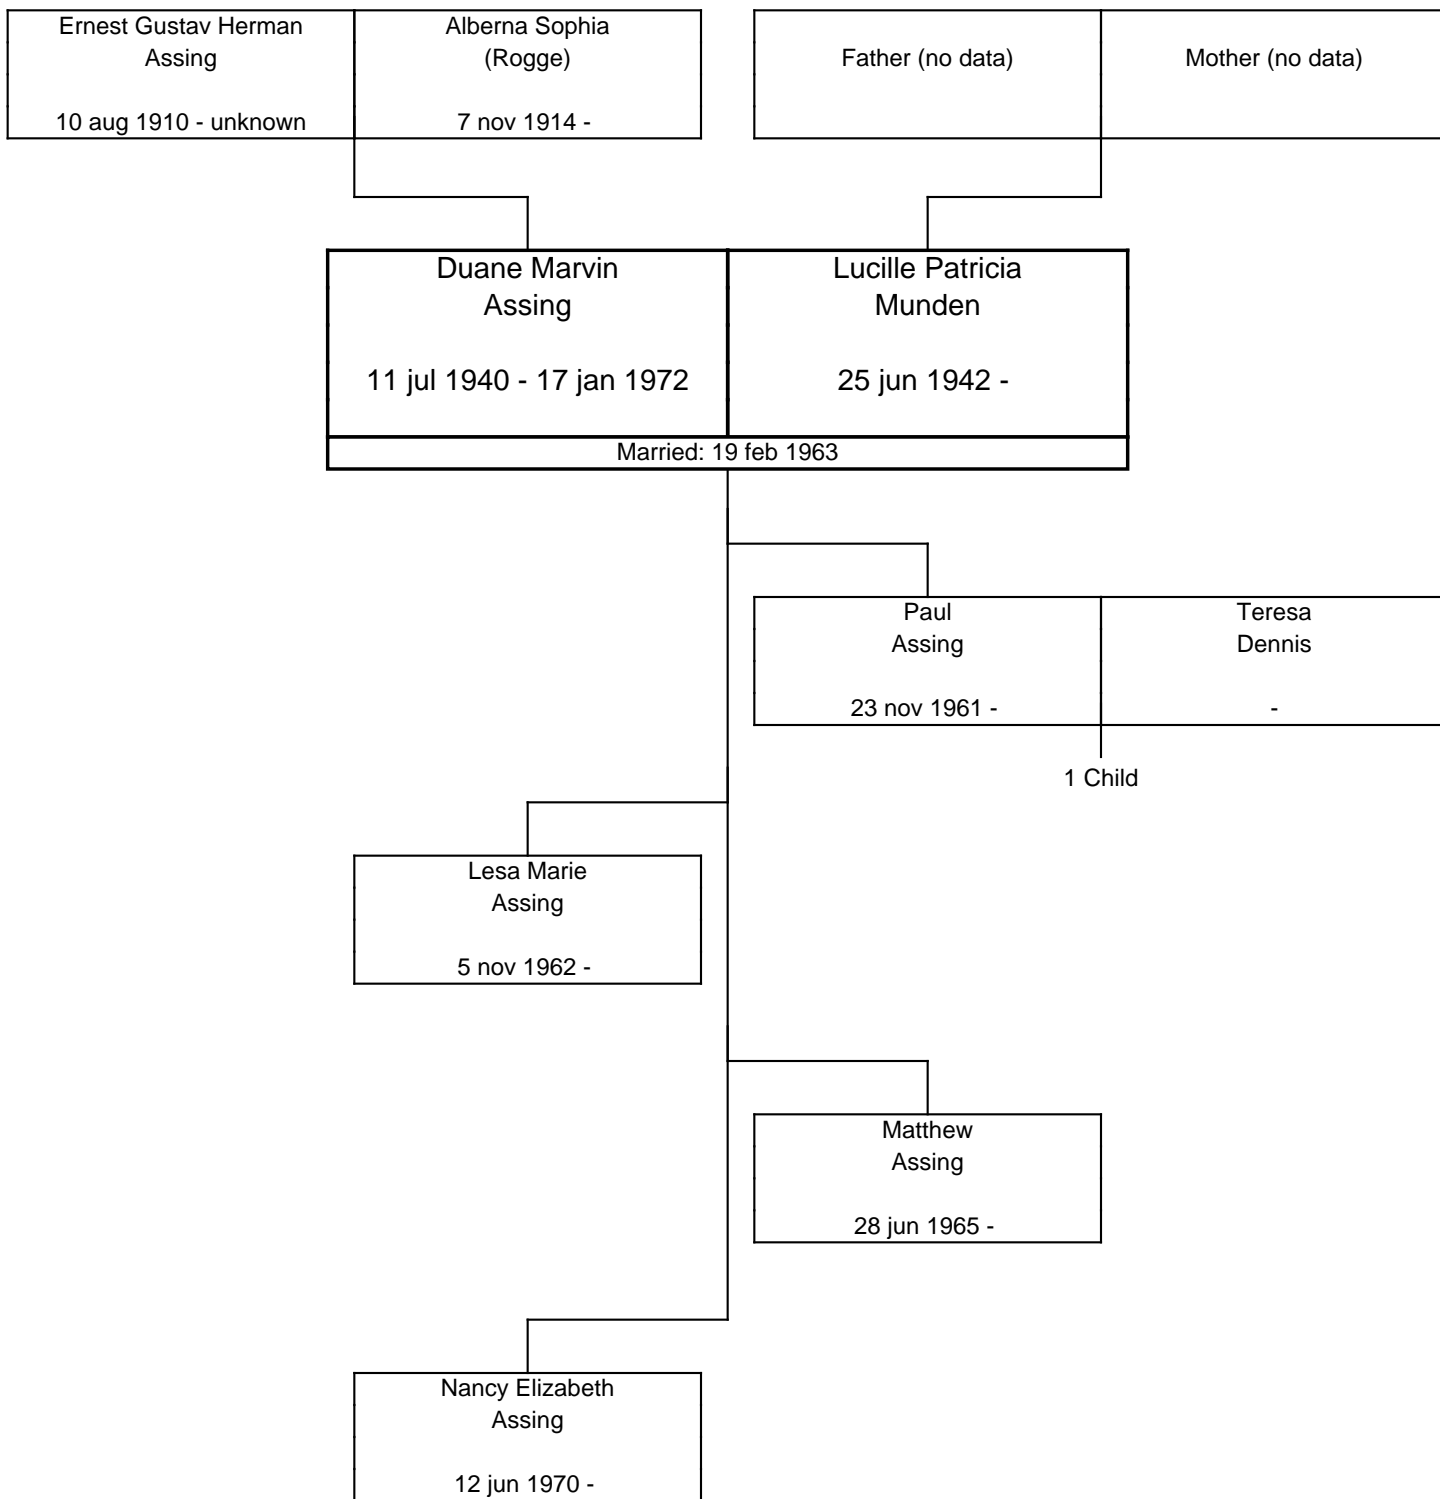 Ernest Gustav Herman
Assing
10 aug 1910 - unknown
Alberna Sophia
(Rogge)
7 nov 1914 -
Father (no data)
Mother (no data)
Duane Marvin
Assing
11 jul 1940 - 17 jan 1972
Lucille Patricia
Munden
25 jun 1942 -
Married: 19 feb 1963
Paul
Assing
23 nov 1961 -
Teresa
Dennis
-
1 Child
Lesa Marie
Assing
5 nov 1962 -
Matthew
Assing
28 jun 1965 -
Nancy Elizabeth
Assing
12 jun 1970 -